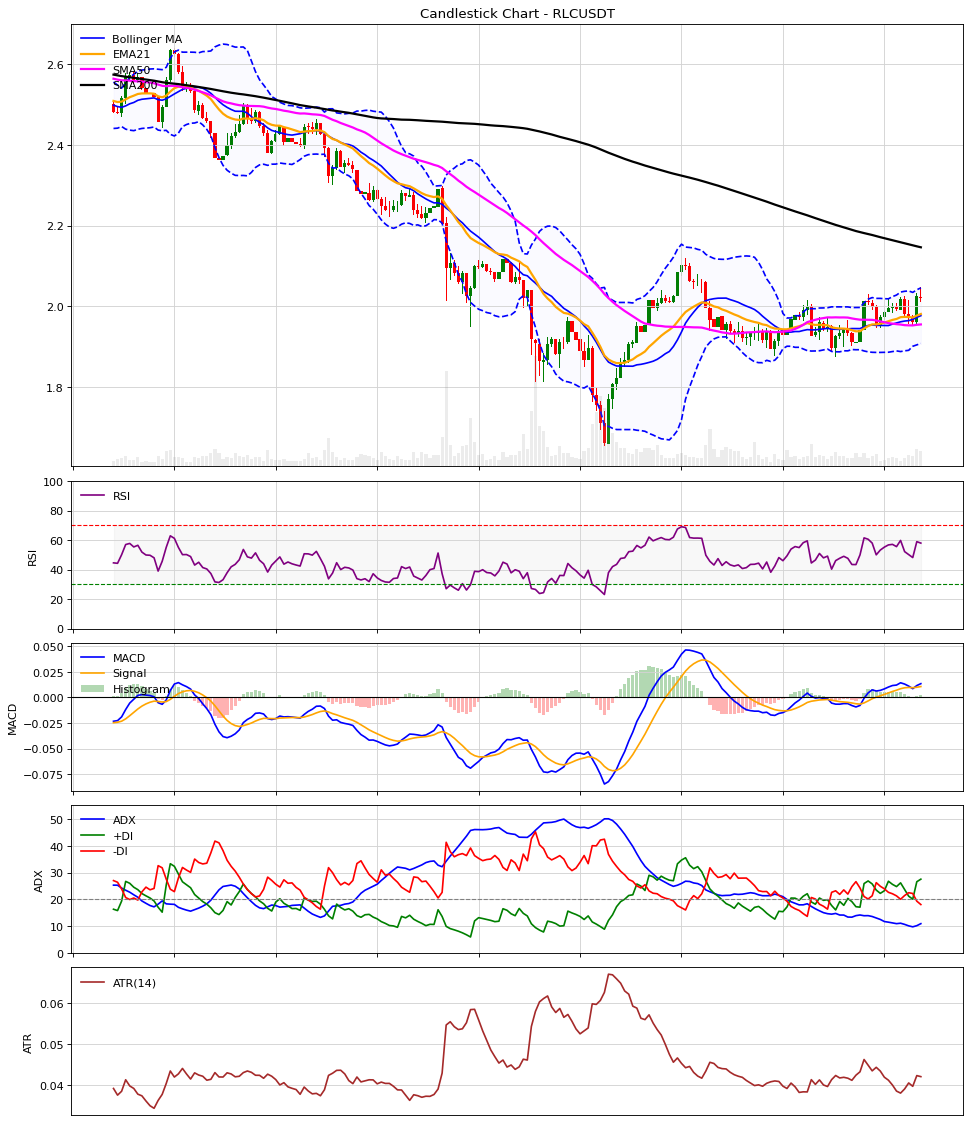 Candlestick Chart - RLCUSDT
Bollinger MA
EMA21
SMA50
SMA200
2.6
2.4
2.2
2.0
1.8
RSI
100
80
60
40
20
0
RSI
MACD
Signal
Histogram
0.050
0.025
0.000
−0.025
−0.050
−0.075
MACD
ADX
+DI
-DI
50
40
30
20
10
0
ADX
ATR(14)
0.06
0.05
0.04
ATR